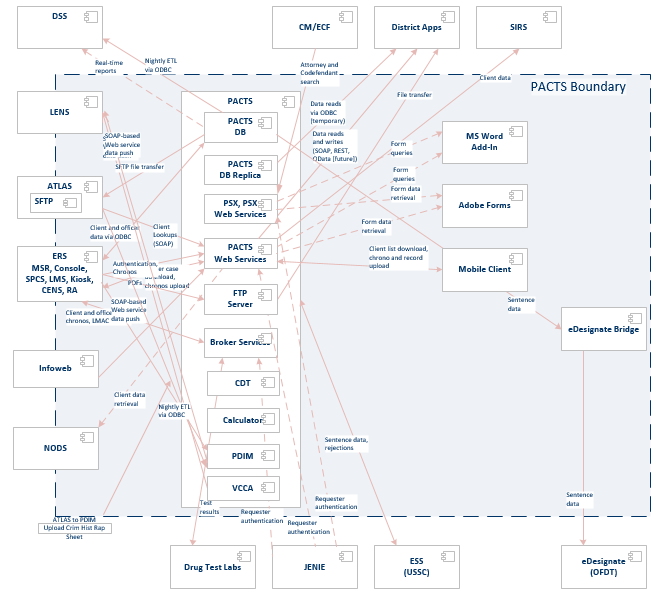 DSS
CM/ECF
District Apps
SIRS
Real-time
reports
Nightly ETL
via ODBC
Attorney and
Codefendant
search
Client data
File transfer
PACTS Boundary
LENS
PACTS
PACTS
DB
Data reads
via ODBC
(temporary)
Data reads
and writes
(SOAP, REST,
OData [future])
MS Word
Add-In
SOAP-based
Web service
data push
SFTP file transfer
Form
queries
Form
queries
PACTS
DB Replica
ATLAS
SFTP
PSX, PSX
Web Services
Form data
retrieval
Adobe Forms
Client and office
data via ODBC
Client
Lookups
(SOAP)
Form data
retrieval
PACTS
Web Services
Client list download,
chrono and record
upload
Mobile Client
ERS
MSR, Console,
SPCS, LMS, Kiosk,
CENS, RA
Authentication,
Chronos
PDFs
er case
chronos upload
SOAP-based
Web service
data push
Client and office
chronos, LMAC
FTP
Server
Sentence
data
eDesignate Bridge
Broker Services
Infoweb
CDT
Client data
retrieval
Nightly ETL
via ODBC
Calculator
NODS
Sentence data,
rejections
PDIM
VCCA
Test
results
Requester
authentication
Requester
authentication
Requester
authentication
Sentence
data
ATLAS to PDIM
Upload Crim Hist Rap
Sheet
Drug Test Labs
JENIE
ESS
(USSC)
eDesignate
(OFDT)